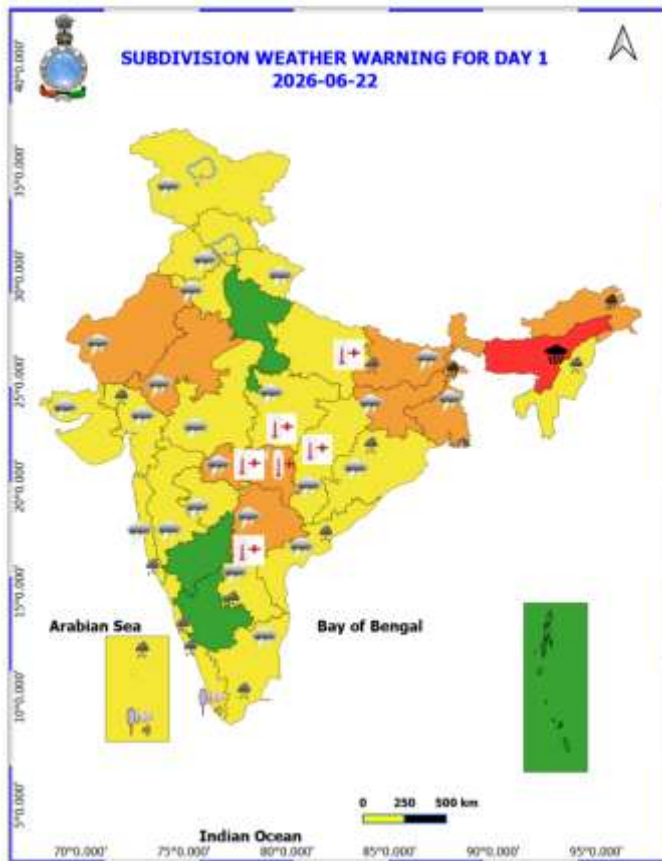 SUBDIVISION WEATHER WARNING FOR DAY 1
2026-06-22
40°0.000'
35°0.000'
30°0.000'
25°0.000'
20°0.000'
15°0.000'
10°0.000'
5°0.000'
Arabian Sea
Bay of Bengal
0 250 500 km
Indian Ocean
70°0.000' 75°0.000' 80°0.000' 85°0.000' 90°0.000' 95°0.000'